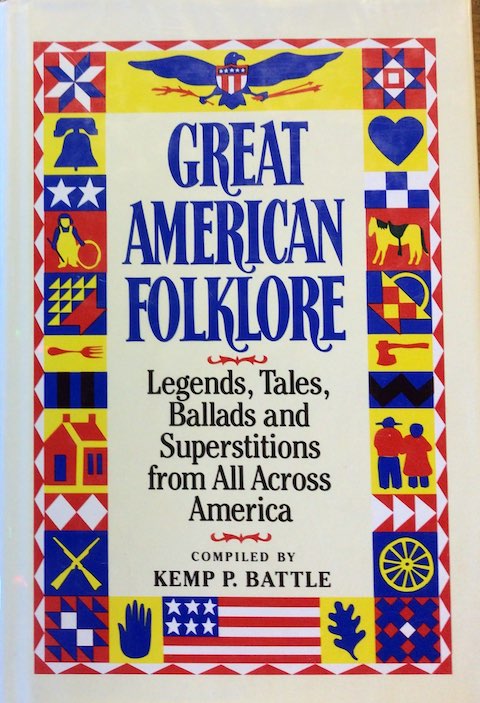 GREAT
AMERICAN
FOLKLORE
Legends, Tales,
Ballads and
Superstitions
from All Across
America
COMPILED BY
KEMP P. BATTLE